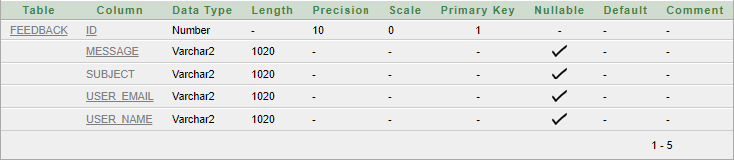 Table Column Data Type Length Precision Scale Primary Key Nullable Default Comment
FEEDBACK ID Number - 10 0 1 - - -
MESSAGE Varchar2 1020 - - - ✓ - -
SUBJECT Varchar2 1020 - - - ✓ - -
USER_EMAIL Varchar2 1020 - - - ✓ - -
USER_NAME Varchar2 1020 - - - ✓ - -
1 - 5